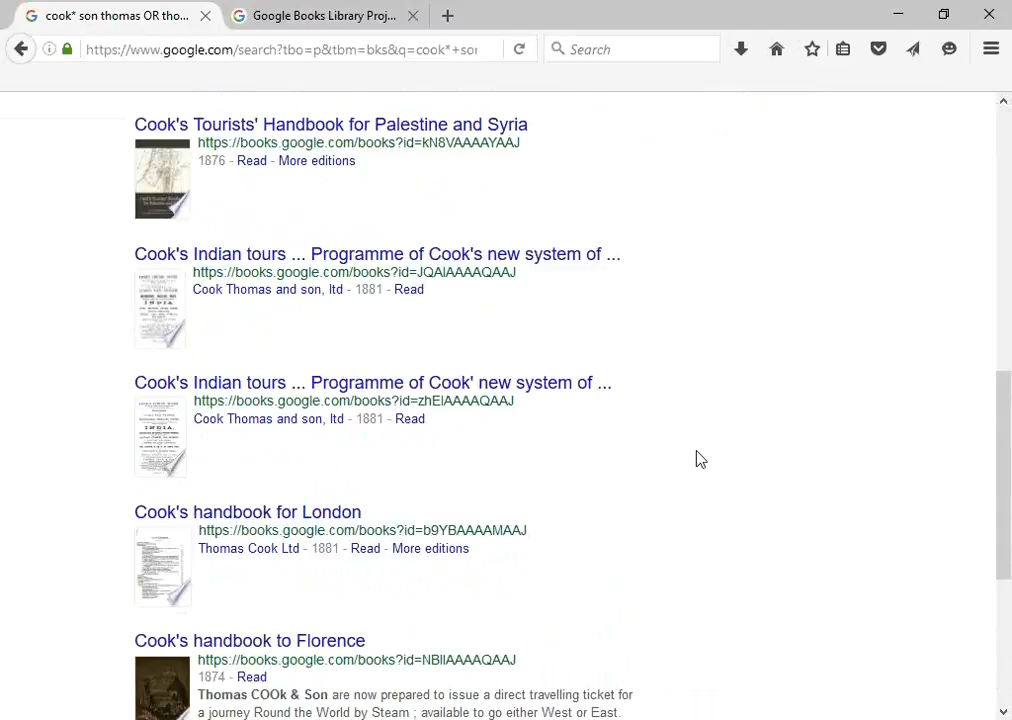 cook* son thomas OR tho...
Google Books Library Proj...
https://www.google.com/search?tbo=p&tbm=bks&q=cook*+sor
Search
Cook's Tourists' Handbook for Palestine and Syria
https://books.google.com/books?id=kN8VAAAAYAAJ
1876 - Read - More editions
Cook's Indian tours ... Programme of Cook's new system of ...
https://books.google.com/books?id=JQAIAAAAQAAJ
Cook Thomas and son, ltd - 1881 - Read
INDIA
Cook's Indian tours ... Programme of Cook' new system of ...
https://books.google.com/books?id=zhEIAAAAQAAJ
Cook Thomas and son, ltd - 1881 - Read
INDIA,
Cook's handbook for London
https://books.google.com/books?id=b9YBAAAAMAAJ
Thomas Cook Ltd - 1881 - Read - More editions
Cook's handbook to Florence
https://books.google.com/books?id=NBIIAAAAQAAJ
1874 - Read
Thomas COOk & Son are now prepared to issue a direct travelling ticket for
a journey Round the World by Steam ; available to go either West or East.